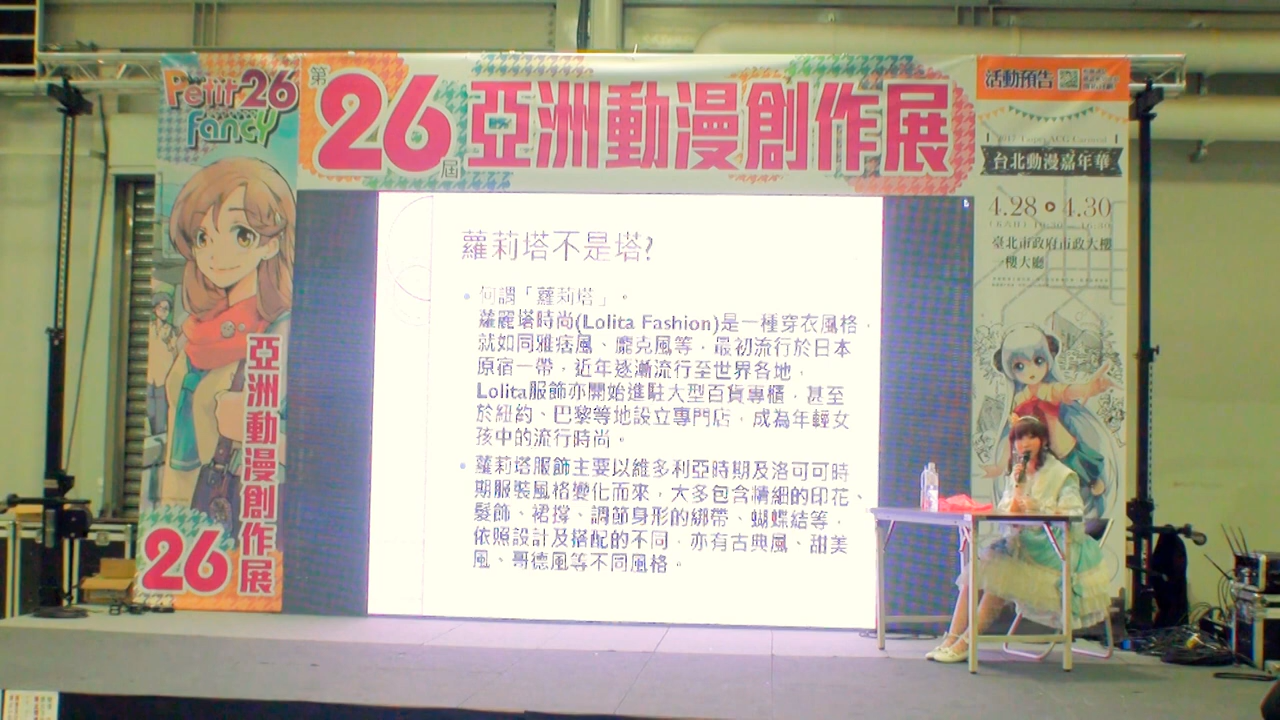 Petit 26
fancy
第26屆 亞洲動漫創作展
活動預告
2017 Taipei ACG Carnival
台北動漫嘉年華
4.28 4.30
臺北市政府市政大樓
一樓大廳
亞洲動漫創作展
26
蘿莉塔不是塔?
• 何謂「蘿莉塔」。
蘿麗塔時尚(Lolita Fashion)是一種穿衣風格,
就如同雅痞風、龐克風等,最初流行於日本
原宿一帶,近年逐漸流行至世界各地,
Lolita服飾亦開始進駐大型百貨專櫃,甚至
於紐約、巴黎等地設立專門店,成為年輕女
孩中的流行時尚。
• 蘿莉塔服飾主要以維多利亞時期及洛可可時
期服裝風格變化而來,大多包含精細的印花、
髮飾、裙撐、調節身形的綁帶、蝴蝶結等,
依照設計及搭配的不同,亦有古典風、甜美
風、哥德風等不同風格。